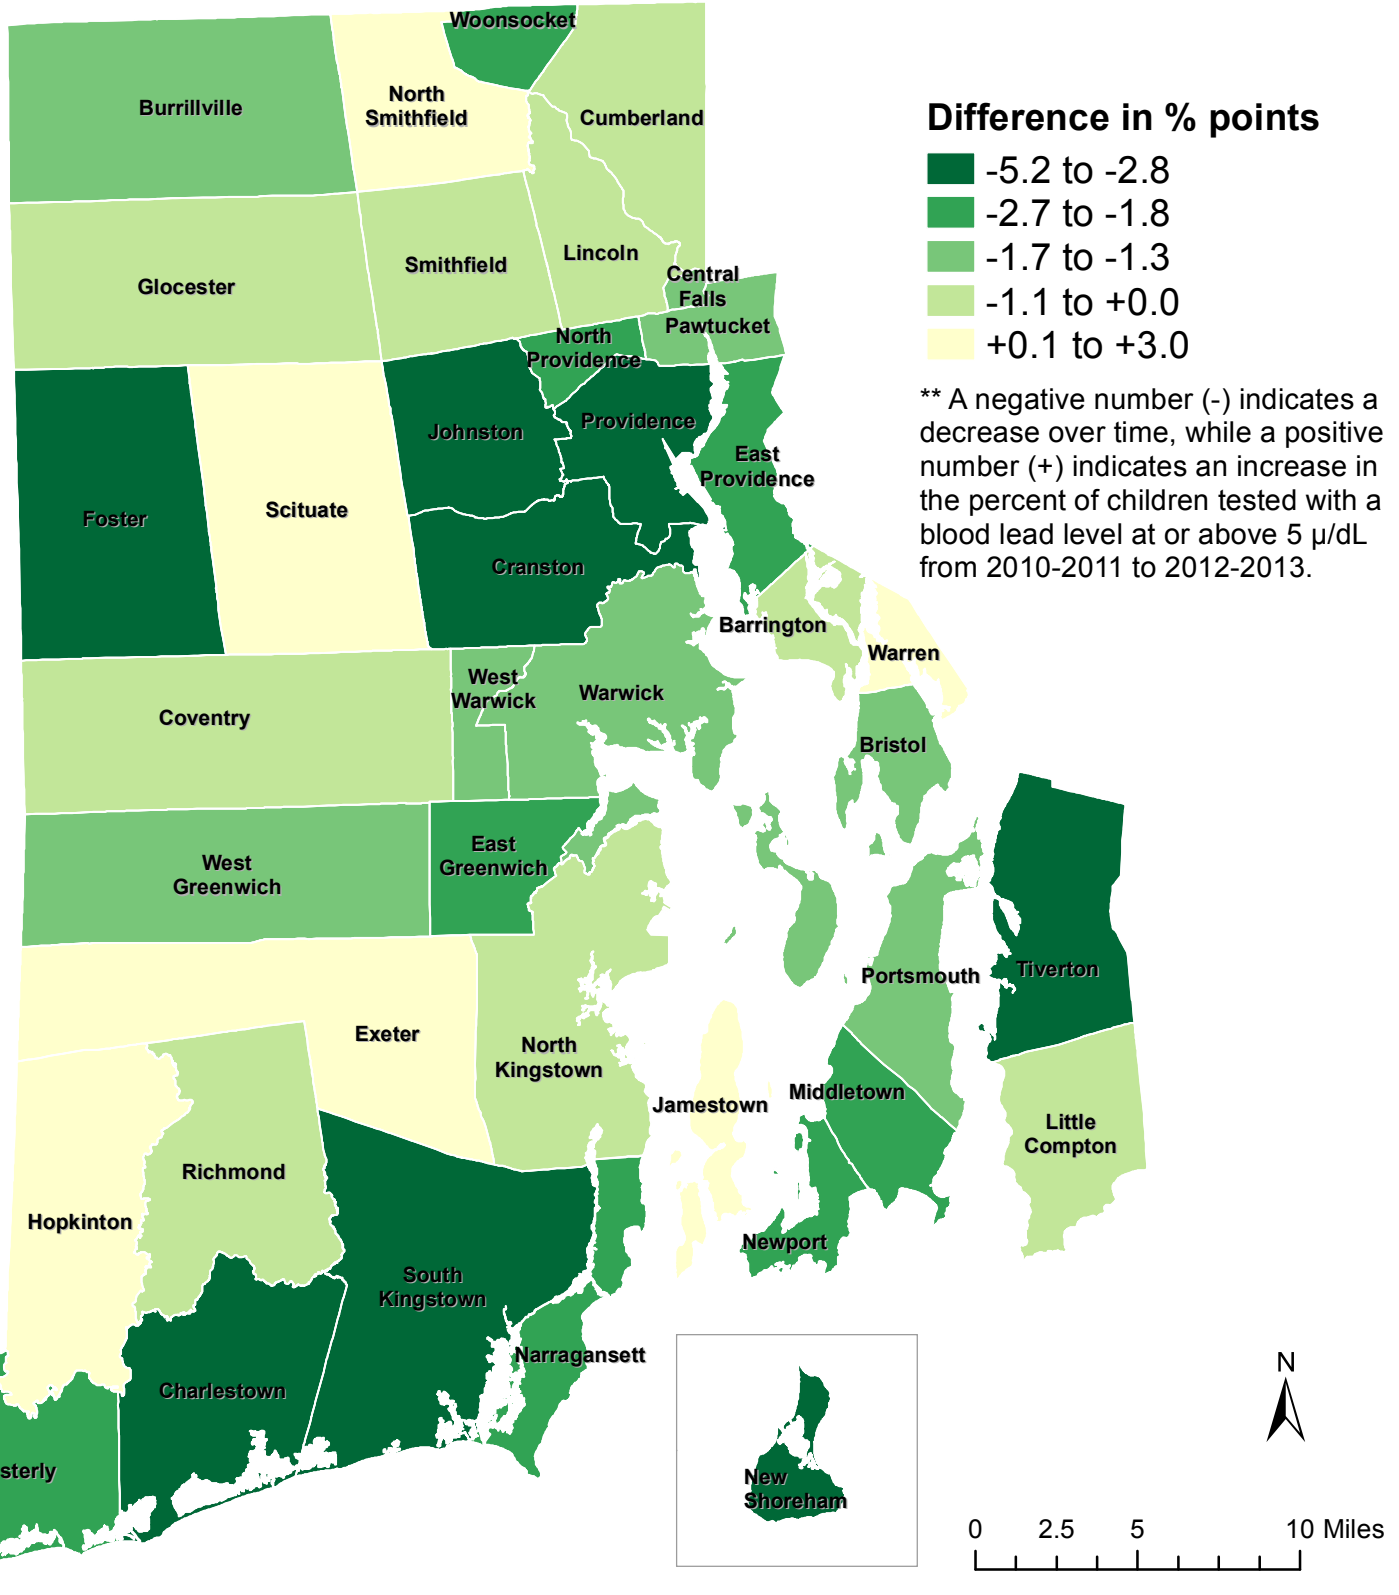 Woonsocket
Burrillville
North
Smithfield
Cumberland
Difference in % points
-5.2 to -2.8
-2.7 to -1.8
-1.7 to -1.3
-1.1 to +0.0
+0.1 to +3.0
** A negative number (-) indicates a
decrease over time, while a positive
number (+) indicates an increase in
the percent of children tested with a
blood lead level at or above 5 µ/dL
from 2010-2011 to 2012-2013.
Glocester
Smithfield
Lincoln
Central
Falls
Pawtucket
North
Providence
Johnston
Providence
East
Providence
Foster
Scituate
Cranston
Barrington
Warren
Coventry
West
Warwick
Warwick
Bristol
West
Greenwich
East
Greenwich
Portsmouth
Tiverton
Exeter
North
Kingstown
Jamestown
Middletown
Little
Compton
Richmond
Hopkinton
Newport
South
Kingstown
Narragansett
Charlestown
sterly
New
Shoreham
N
0 2.5 5 10 Miles